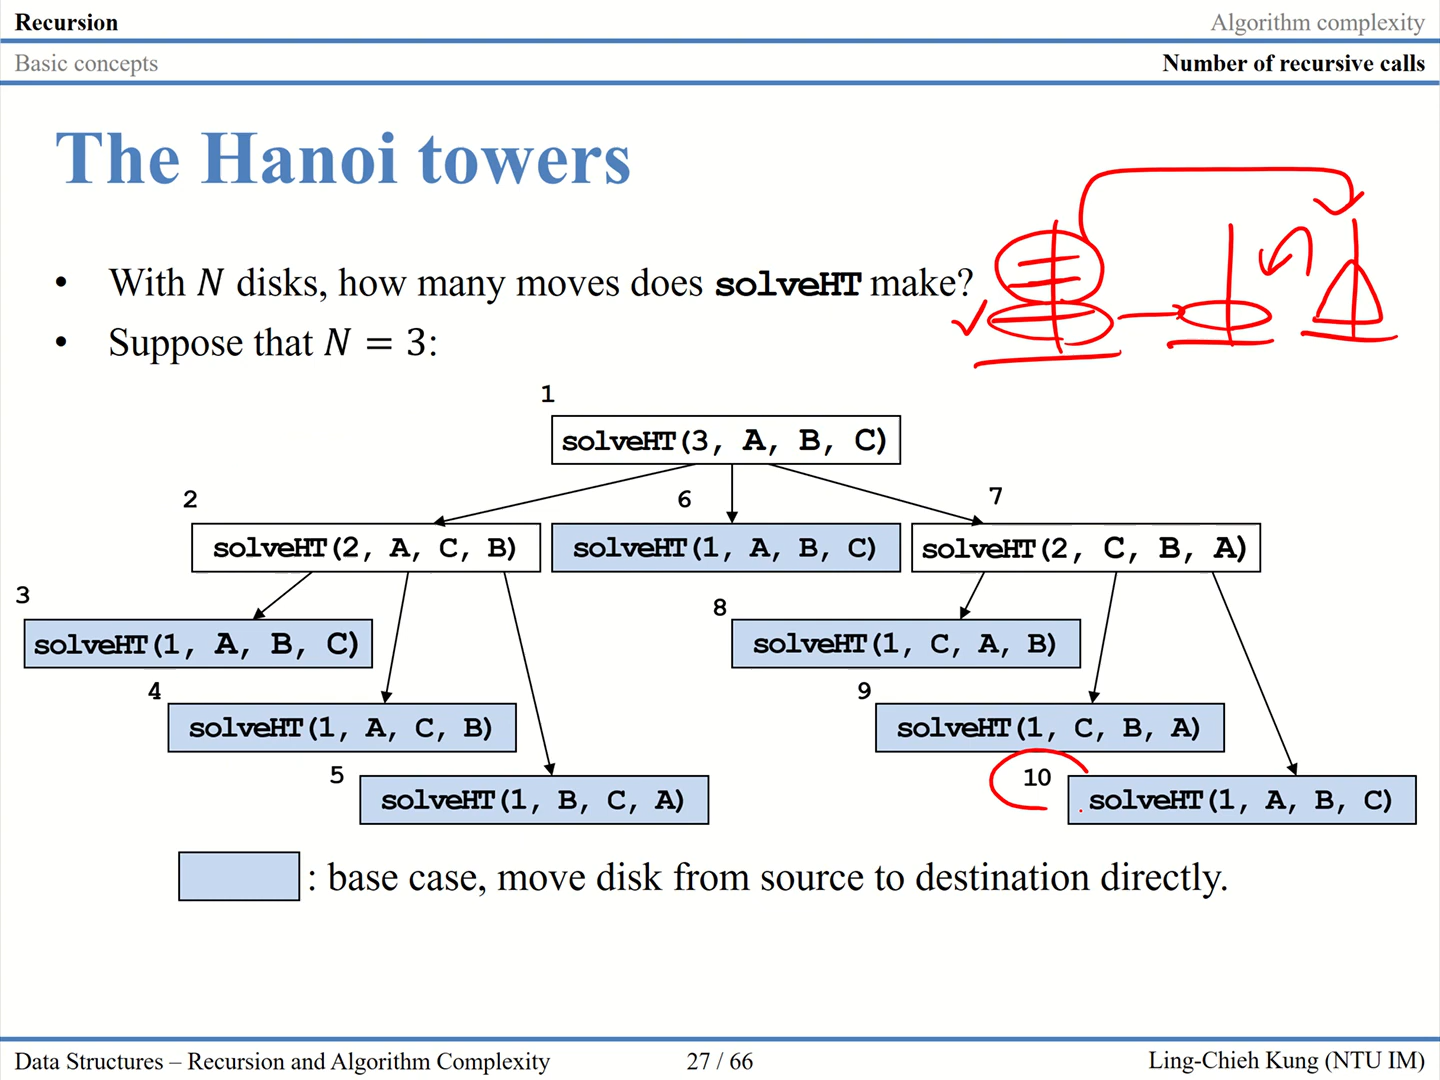 Recursion
Algorithm complexity
Basic concepts
Number of recursive calls
The Hanoi towers
• With N disks, how many moves does solveHT make?
• Suppose that N = 3:
1
solveHT(3, A, B, C)
2
6
7
solveHT(2, A, C, B)
solveHT(1, A, B, C)
solveHT(2, C, B, A)
3
8
solveHT(1, A, B, C)
solveHT(1, C, A, B)
4
9
solveHT(1, A, C, B)
solveHT(1, C, B, A)
5
10
solveHT(1, B, C, A)
solveHT(1, A, B, C)
: base case, move disk from source to destination directly.
Data Structures – Recursion and Algorithm Complexity
27 / 66
Ling-Chieh Kung (NTU IM)